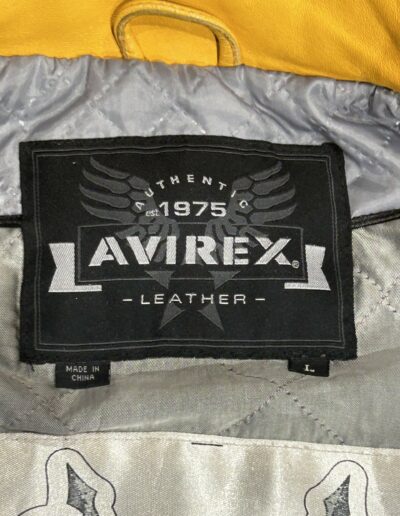 AUTHENTIC
est. 1975
AVIREX®
- LEATHER -
MADE IN
CHINA
L